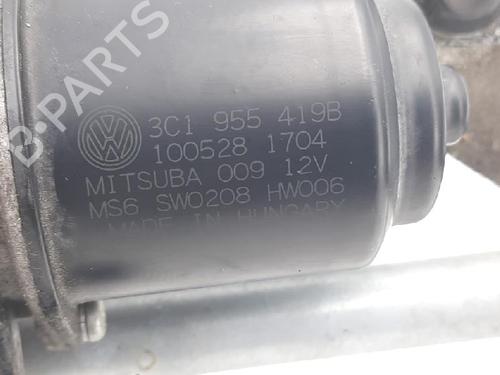 3C1 955 419B
100528 1704
MITSUBA 009 12V
MS6 SW0208 HW006
MADE IN HUNGARY
B-PARTS